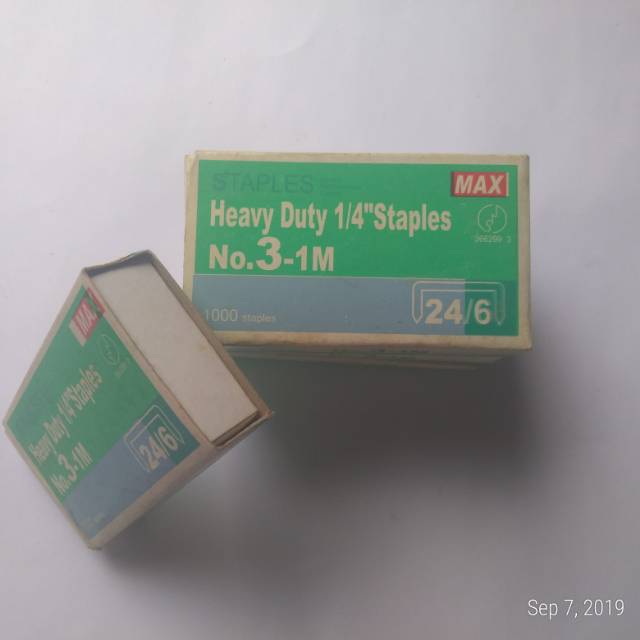 STAPLES
MAX
Heavy Duty 1/4"Staples
No.3-1M
1000 staples
24/6
MAX
Heavy Duty 1/4"Staples
No.3-1M
24/6
Sep 7, 2019